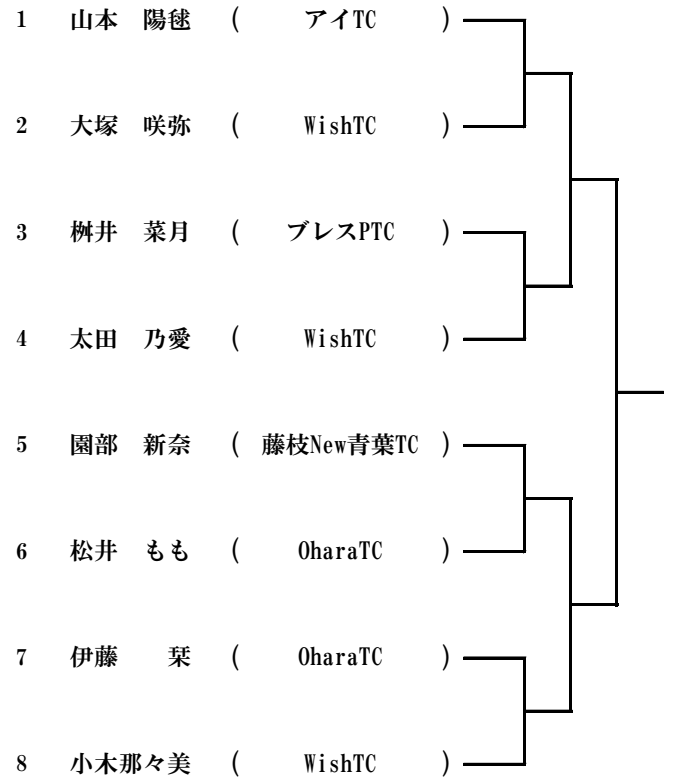 1 山本 陽毬 ( アイTC )
2 大塚 咲弥 ( WishTC )
3 桝井 菜月 ( ブレスPTC )
4 太田 乃愛 ( WishTC )
5 園部 新奈 ( 藤枝New青葉TC )
6 松井 もも ( OharaTC )
7 伊藤 栞 ( OharaTC )
8 小木那々美 ( WishTC )